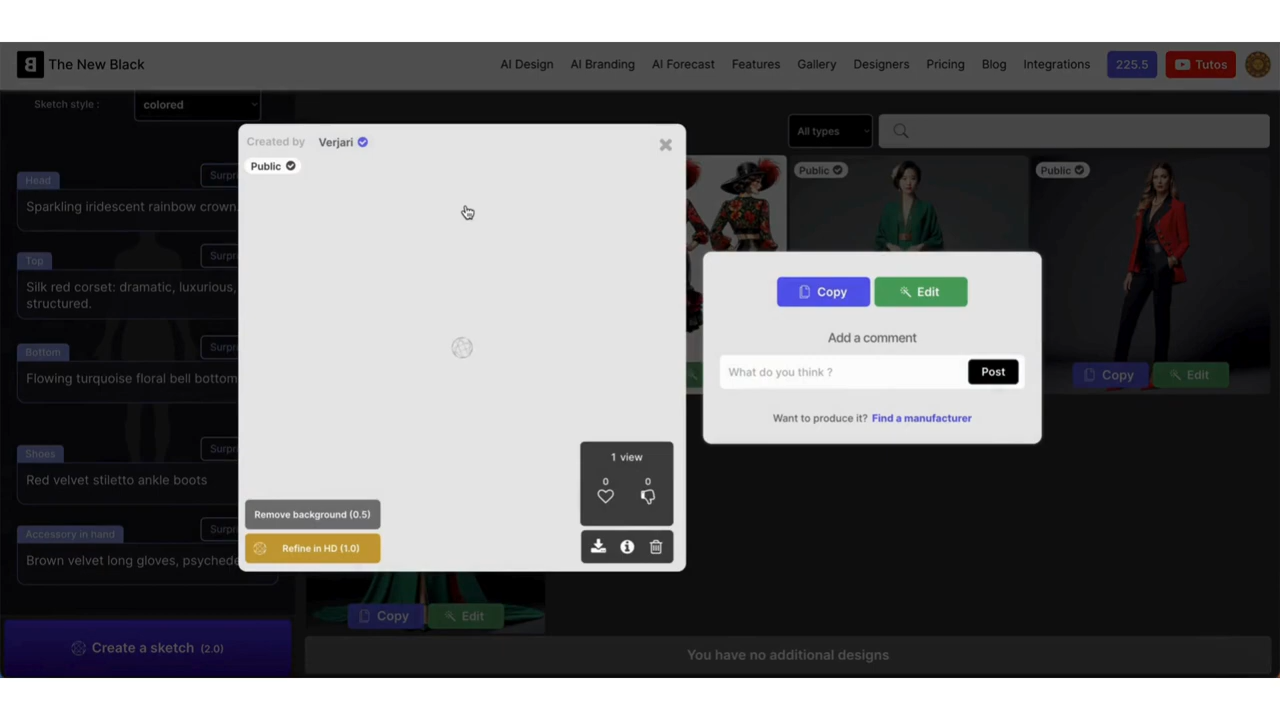 The New Black
AI Design
AI Branding
AI Forecast
Features
Gallery
Designers
Pricing
Blog
Integrations
225.5
Tutos
Sketch style :
colored
All types
Created by Verjari
Public
Public
Public
Head
Surpri
Sparkling iridescent rainbow crown
Top
Surpri
Silk red corset: dramatic, luxurious,
structured.
Bottom
Surpri
Flowing turquoise floral bell bottom
Shoes
Surpri
Red velvet stiletto ankle boots
Accessory in hand
Surpri
Brown velvet long gloves, psychede
Create a sketch (2.0)
Copy
Edit
Add a comment
What do you think ?
Post
Want to produce it? Find a manufacturer
1 view
0
0
Remove background (0.5)
Refine in HD (1.0)
Copy
Edit
Copy
Edit
You have no additional designs